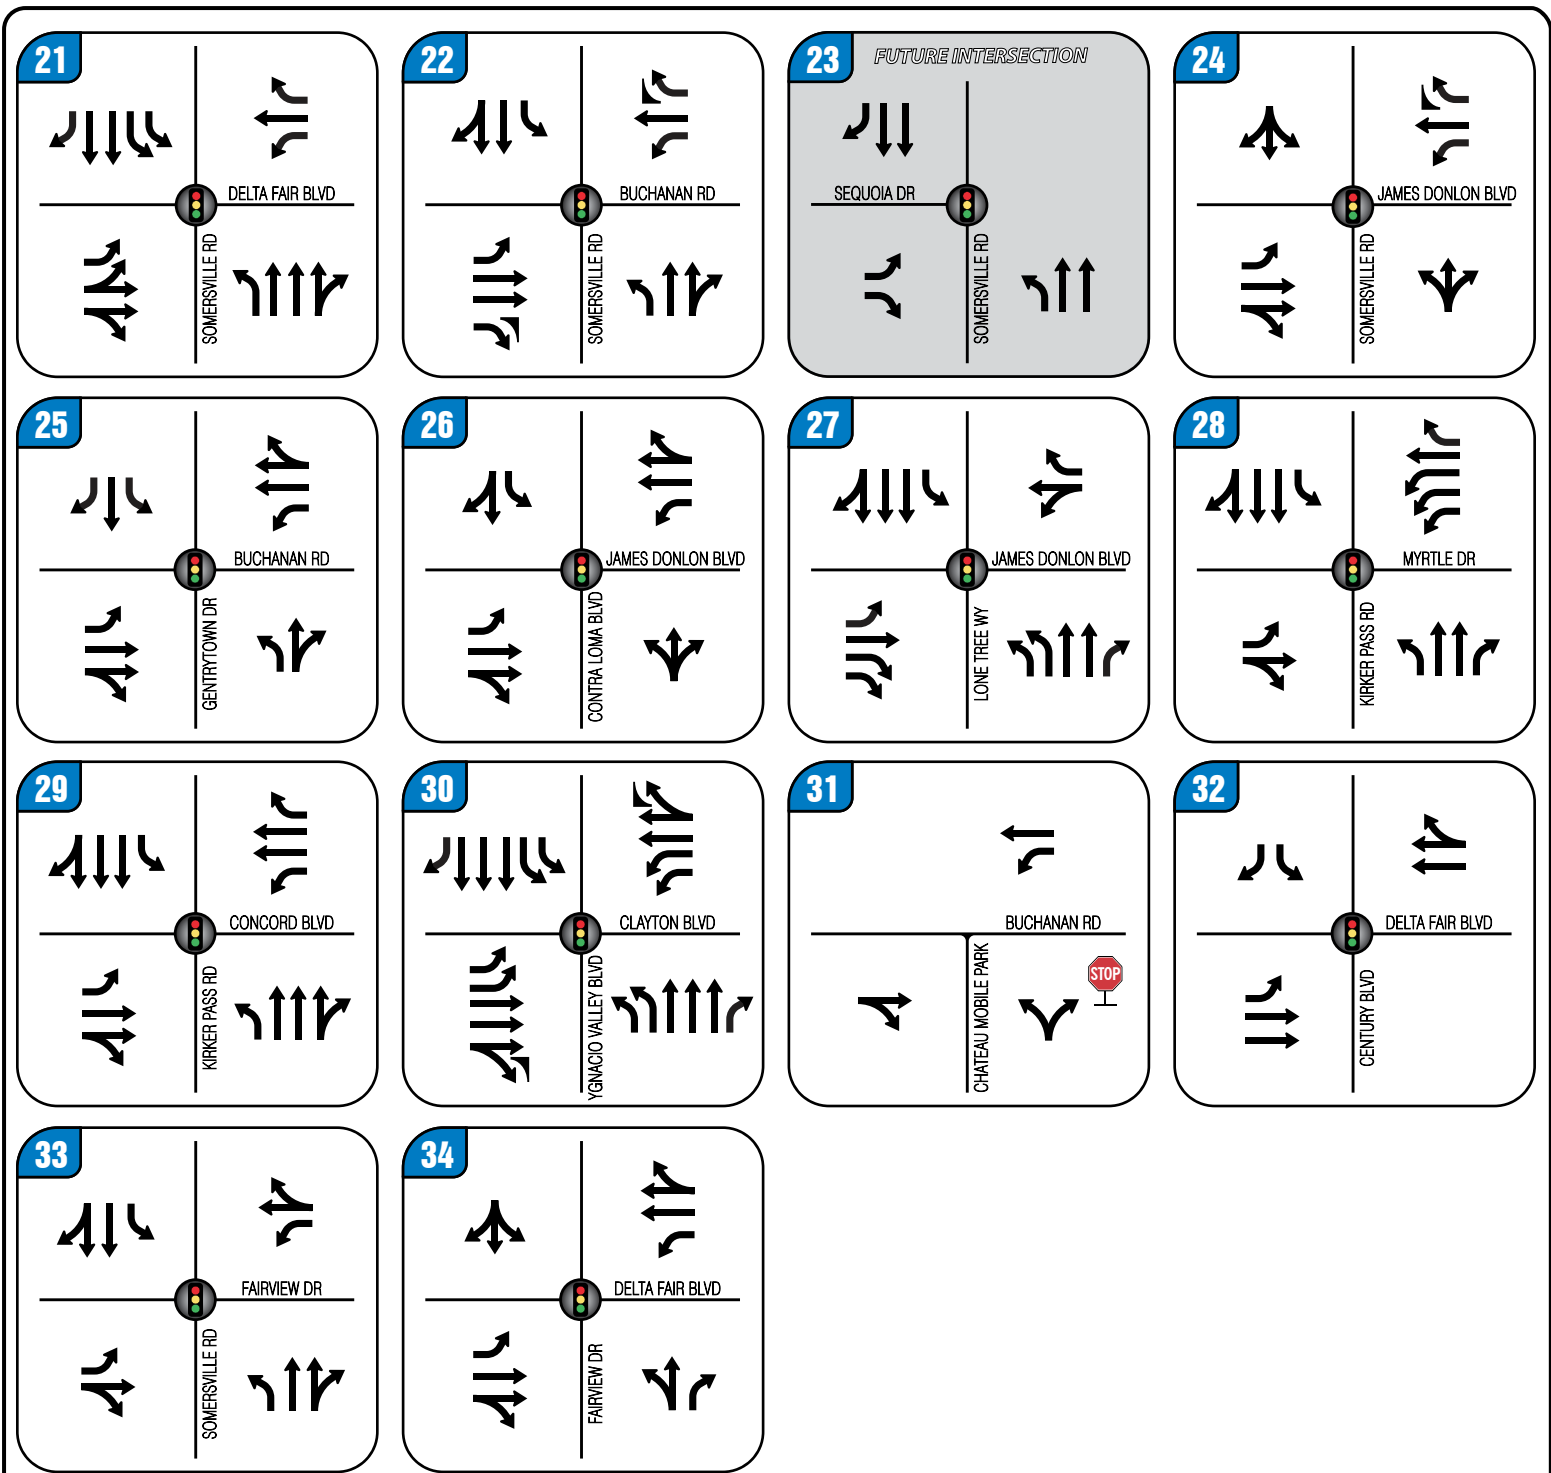 21
DELTA FAIR BLVD
SOMERSVILLE RD
22
BUCHANAN RD
SOMERSVILLE RD
23
FUTURE INTERSECTION
SEQUOIA DR
SOMERSVILLE RD
24
JAMES DONLON BLVD
SOMERSVILLE RD
25
BUCHANAN RD
GENTRYTOWN DR
26
JAMES DONLON BLVD
CONTRA LOMA BLVD
27
JAMES DONLON BLVD
LONE TREE WY
28
MYRTLE DR
KIRKER PASS RD
29
CONCORD BLVD
KIRKER PASS RD
30
CLAYTON BLVD
YGNACIO VALLEY BLVD
31
BUCHANAN RD
CHATEAU MOBILE PARK
STOP
32
DELTA FAIR BLVD
CENTURY BLVD
33
FAIRVIEW DR
SOMERSVILLE RD
34
DELTA FAIR BLVD
FAIRVIEW DR